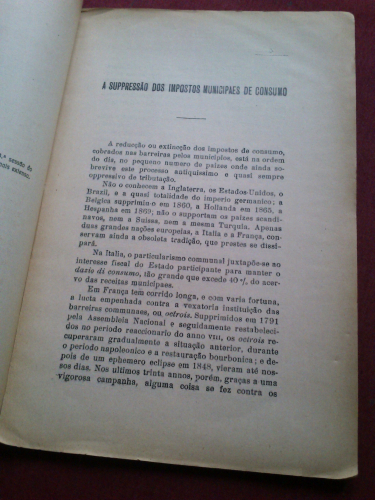 A SUPPRESSÃO DOS IMPOSTOS MUNICIPAES DE CONSUMO
A reducção ou extincção dos impostos de consumo,
cobrados nas barreiras pelos municipios, está na ordem
do dia, no pequeno numero de paizes onde ainda so-
brevive este processo antiquissimo e quasi sempre
oppressivo de tributação.
Não o conhecem a Inglaterra, os Estados-Unidos, o
Brazil, e a quasi totalidade do imperio germanico; a
Belgica supprimiu-o em 1860, a Hollanda em 1865, a
Hespanha em 1869; não o supportam os paizes scandi-
navos, nem a Suissa, nem a mesma Turquia. Apenas
duas grandes nações europeias, a Italia e a França, con-
servam ainda a obsoleta tradição, que prestes se dissi-
pará.
Na Italia, o particularismo communal juxtapõe-se ao
interesse fiscal do Estado participante para manter o
dazio di consumo, tão grande que excede 40 %, do acer-
vo das receitas municipaes.
Em França tem corrido longa, e com varia fortuna,
a lucta empenhada contra a vexatoria instituição das
barreiras communaes, ou octrois. Supprimidos em 1791
pela Assembleia Nacional e seguidamente restabeleci-
dos no periodo reaccionario do anno VIII, os octrois re-
cuperaram gradualmente a situação anterior, durante
o periodo napoleonico e a restauração bourbonica; e de-
pois de um ephemero eclipse em 1848, vieram até nos-
sos dias. Nos ultimos trinta annos, porém, graças a uma
vigorosa campanha, alguma coisa se fez contra os
sessão de